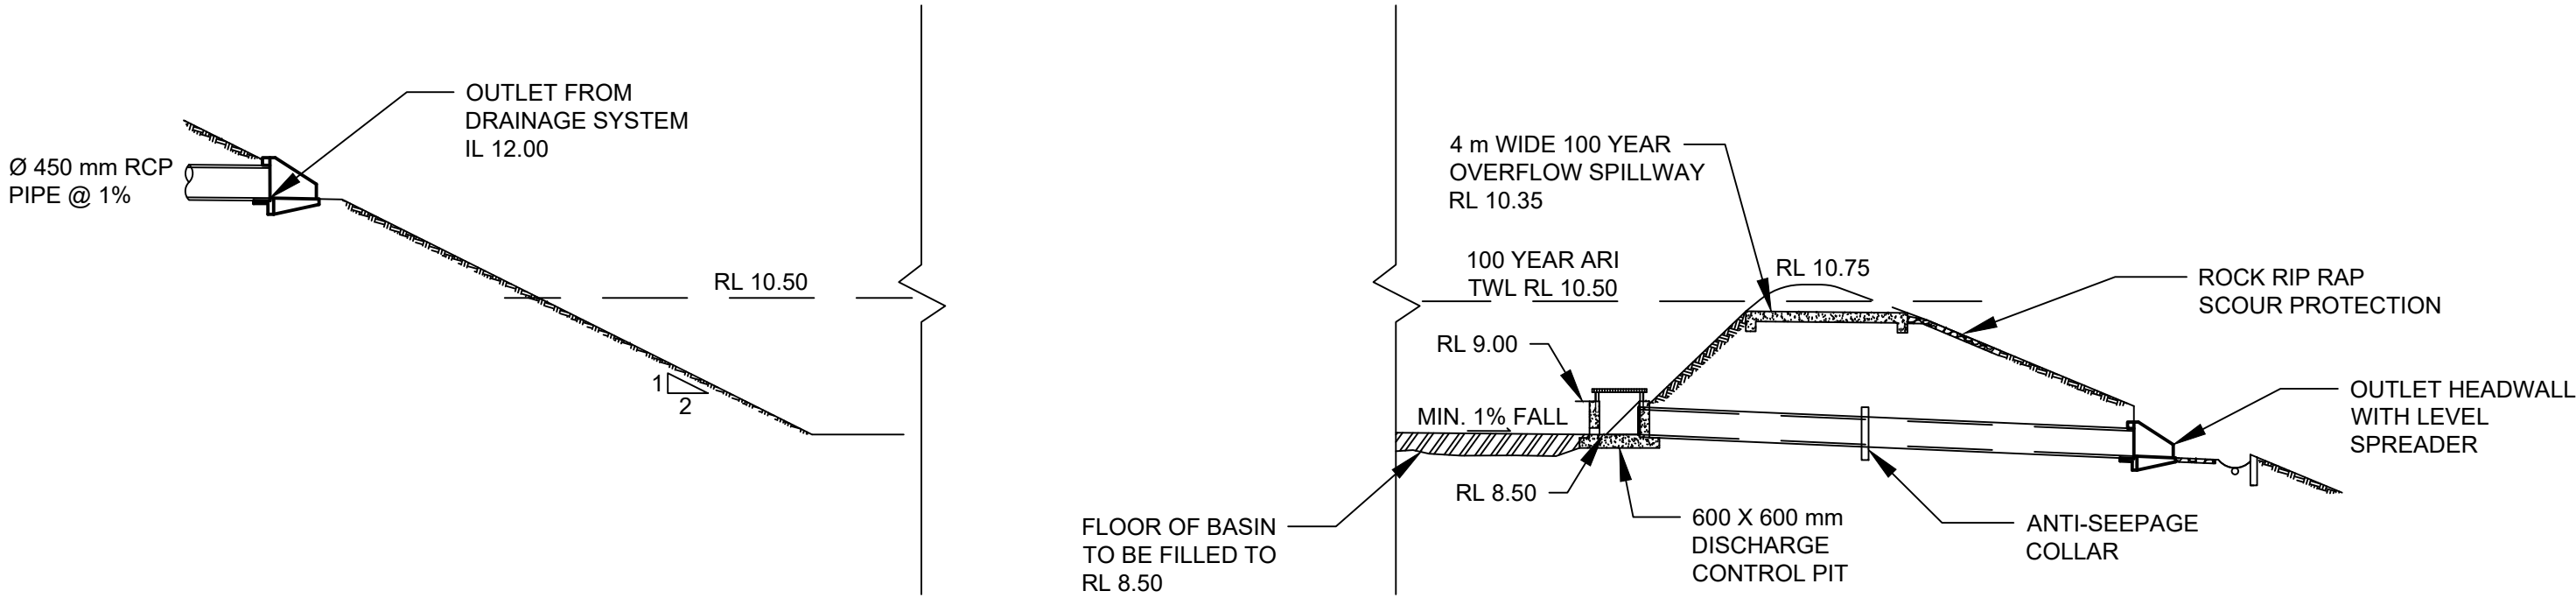 Ø 450 mm RCP
PIPE @ 1%
OUTLET FROM
DRAINAGE SYSTEM
IL 12.00
RL 10.50
1
2
4 m WIDE 100 YEAR
OVERFLOW SPILLWAY
RL 10.35
100 YEAR ARI
TWL RL 10.50
RL 10.75
ROCK RIP RAP
SCOUR PROTECTION
RL 9.00
MIN. 1% FALL
OUTLET HEADWALL
WITH LEVEL
SPREADER
RL 8.50
FLOOR OF BASIN
TO BE FILLED TO
RL 8.50
600 X 600 mm
DISCHARGE
CONTROL PIT
ANTI-SEEPAGE
COLLAR